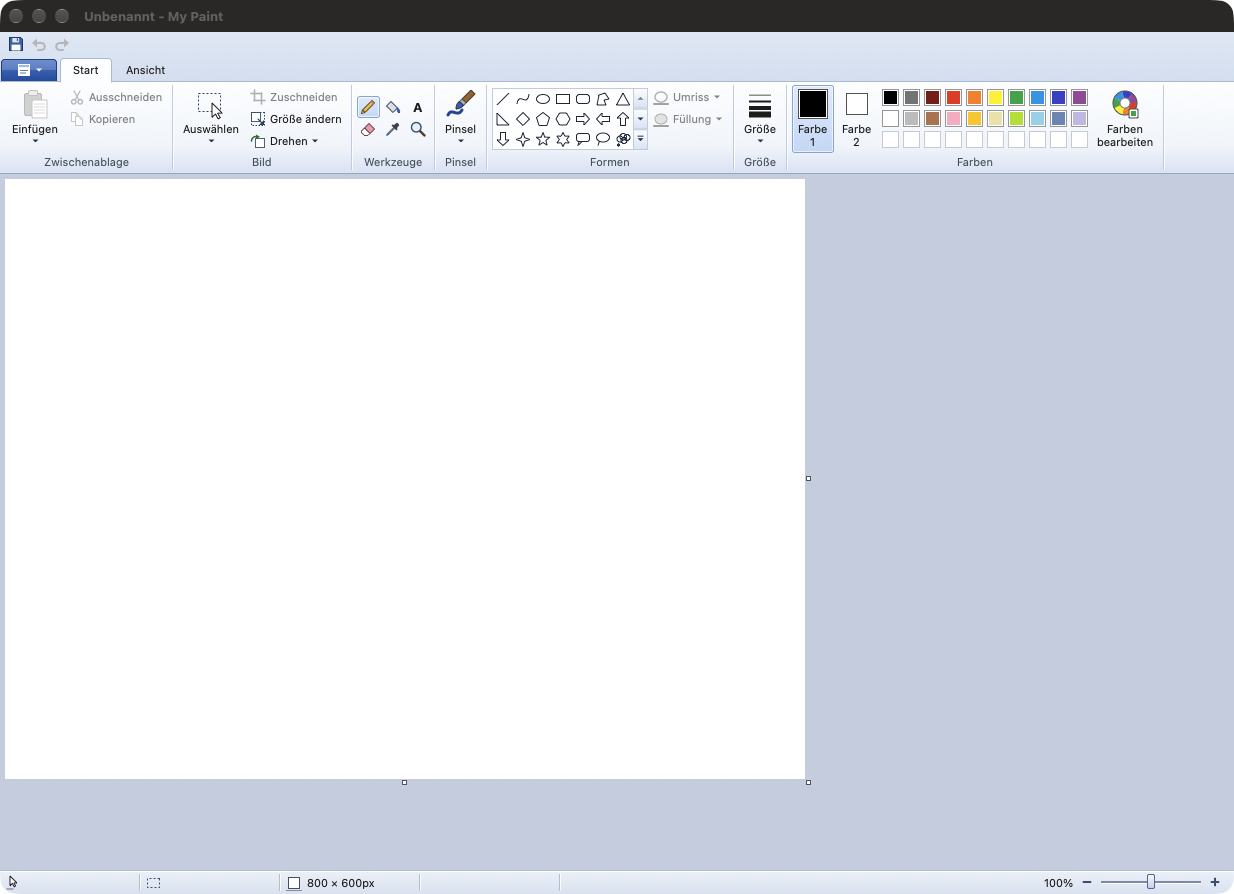 Unbenannt - My Paint
Start
Ansicht
Einfügen
Ausschneiden
Kopieren
Zwischenablage
Auswählen
Zuschneiden
Größe ändern
Drehen
Bild
A
Werkzeuge
Pinsel
Pinsel
Umriss
Füllung
Formen
Größe
Größe
Farbe
1
Farbe
2
Farben
bearbeiten
Farben
800 × 600px
100%